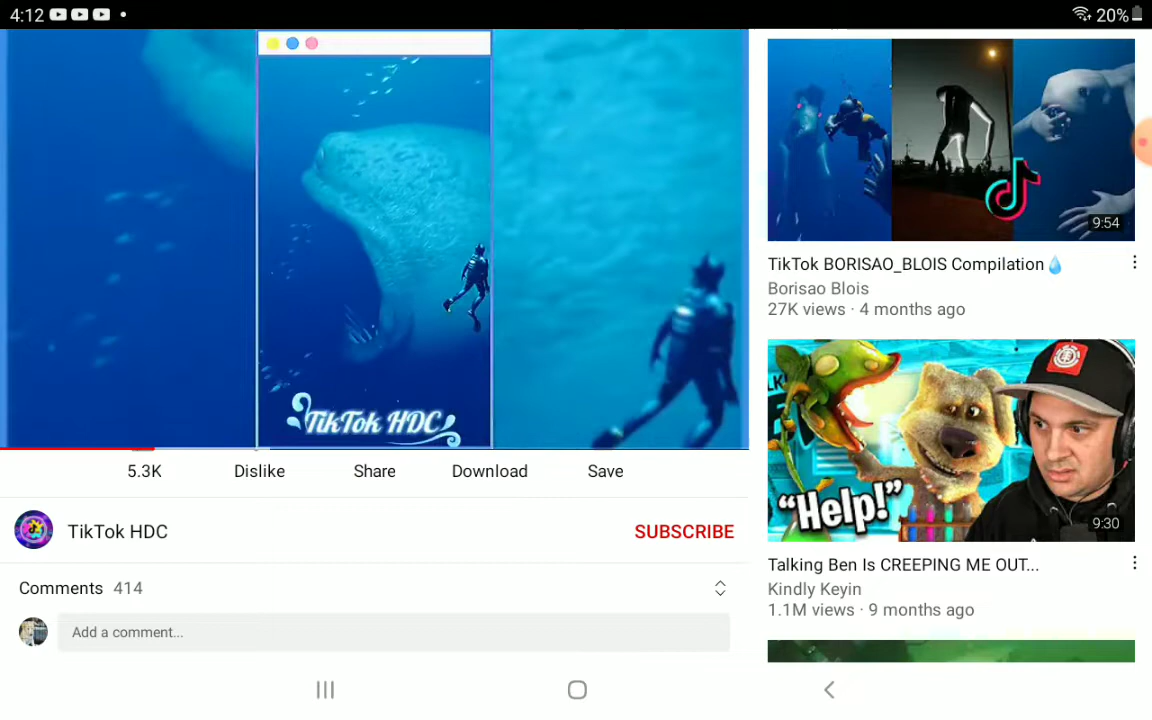 4:12
20%
TikTok HDC
5.3K
Dislike
Share
Download
Save
TikTok HDC
SUBSCRIBE
Comments 414
Add a comment...
9:54
TikTok BORISAO_BLOIS Compilation💧
Borisao Blois
27K views · 4 months ago
"Help!"
9:30
Talking Ben Is CREEPING ME OUT...
Kindly Keyin
1.1M views · 9 months ago